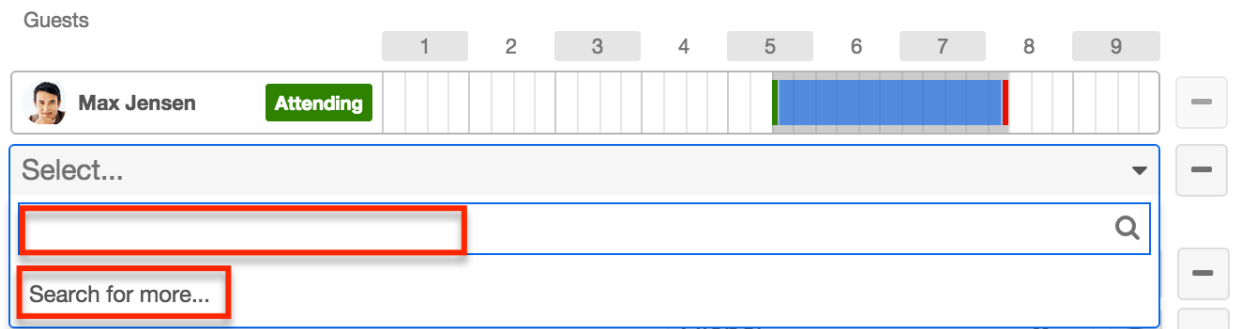 Guests
1 2 3 4 5 6 7 8 9
Max Jensen Attending
Select...
Search for more...